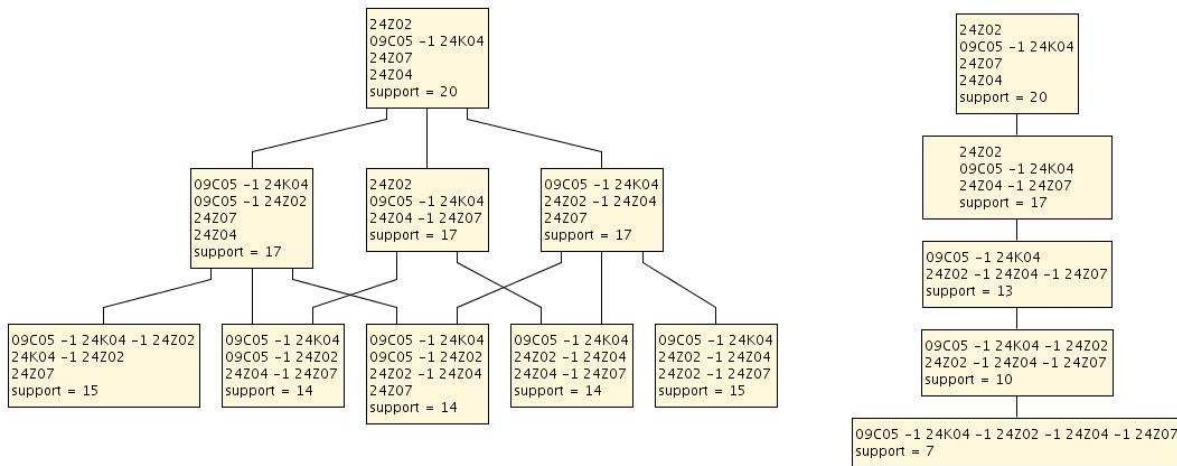 24Z02
09C05 -1 24K04
24Z07
24Z04
support = 20
09C05 -1 24K04
09C05 -1 24Z02
24Z07
24Z04
support = 17
24Z02
09C05 -1 24K04
24Z04 -1 24Z07
support = 17
09C05 -1 24K04
24Z02 -1 24Z04
24Z07
support = 17
09C05 -1 24K04 -1 24Z02
24K04 -1 24Z02
24Z07
support = 15
09C05 -1 24K04
09C05 -1 24Z02
24Z04 -1 24Z07
support = 14
09C05 -1 24K04
09C05 -1 24Z02
24Z02 -1 24Z04
24Z07
support = 14
09C05 -1 24K04
24Z02 -1 24Z04
24Z04 -1 24Z07
support = 14
09C05 -1 24K04
24Z02 -1 24Z04
24Z02 -1 24Z07
support = 15
24Z02
09C05 -1 24K04
24Z07
24Z04
support = 20
24Z02
09C05 -1 24K04
24Z04 -1 24Z07
support = 17
09C05 -1 24K04
24Z02 -1 24Z04 -1 24Z07
support = 13
09C05 -1 24K04 -1 24Z02
24Z02 -1 24Z04 -1 24Z07
support = 10
09C05 -1 24K04 -1 24Z02 -1 24Z04 -1 24Z07
support = 7